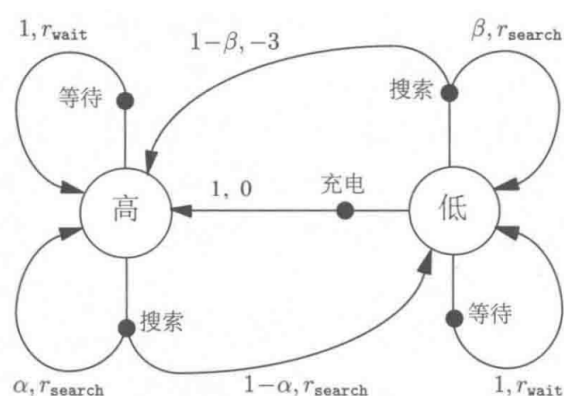 1, r_wait
1−β, −3
β, r_search
等待
搜索
1, 0
充电
高
低
搜索
等待
α, r_search
1−α, r_search
1, r_wait